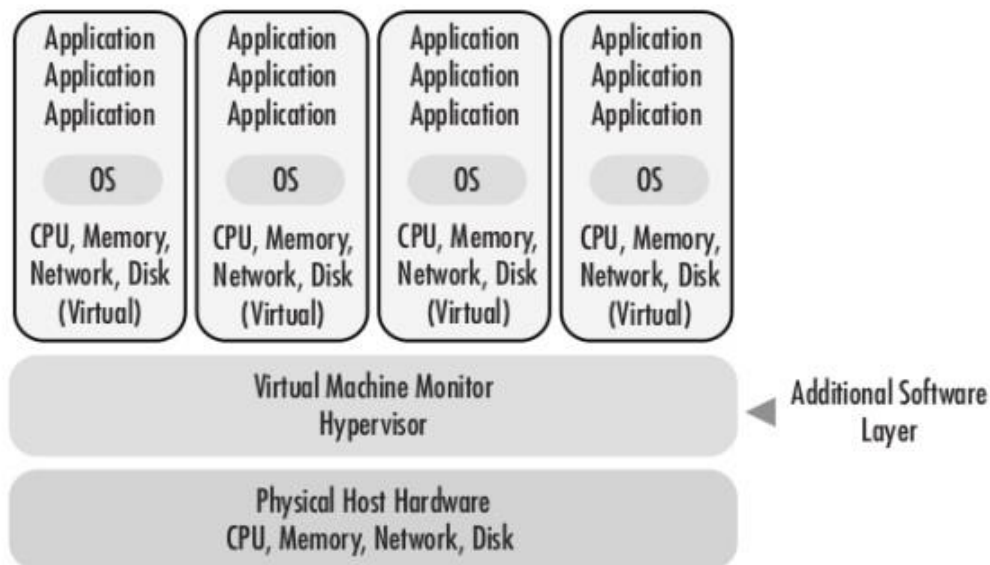 Application
Application
Application
OS
CPU, Memory,
Network, Disk
(Virtual)
Application
Application
Application
OS
CPU, Memory,
Network, Disk
(Virtual)
Application
Application
Application
OS
CPU, Memory,
Network, Disk
(Virtual)
Application
Application
Application
OS
CPU, Memory,
Network, Disk
(Virtual)
Virtual Machine Monitor
Hypervisor
Additional Software
Layer
Physical Host Hardware
CPU, Memory, Network, Disk